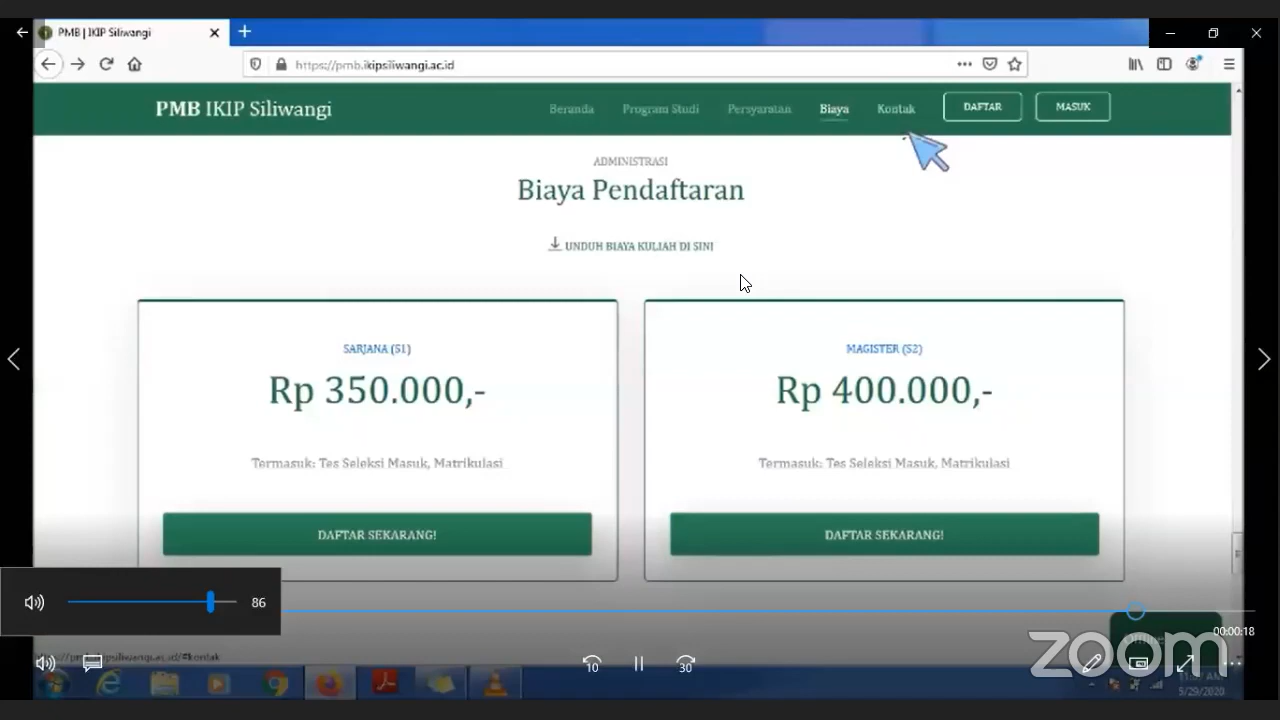 PMB | IKIP Siliwangi
https://pmb.ikipsiliwangi.ac.id
PMB IKIP Siliwangi
Beranda
Program Studi
Persyaratan
Biaya
Kontak
DAFTAR
MASUK
ADMINISTRASI
Biaya Pendaftaran
UNDUH BIAYA KULIAH DI SINI
SARJANA (S1)
Rp 350.000,-
Termasuk: Tes Seleksi Masuk, Matrikulasi
DAFTAR SEKARANG!
MAGISTER (S2)
Rp 400.000,-
Termasuk: Tes Seleksi Masuk, Matrikulasi
DAFTAR SEKARANG!
86
00:00:18
10
30
zoom
9/29/2020